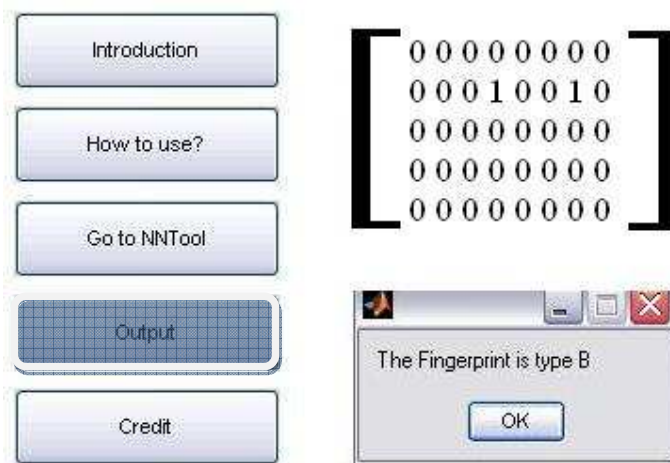 Introduction
How to use?
Go to NNTool
Output
Credit
0 0 0 0 0 0 0 0
0 0 0 1 0 0 1 0
0 0 0 0 0 0 0 0
0 0 0 0 0 0 0 0
0 0 0 0 0 0 0 0
The Fingerprint is type B
OK